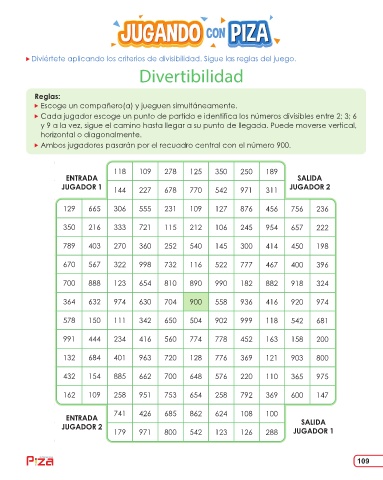 JUGANDO CON PIZA
Diviértete aplicando los criterios de divisibilidad. Sigue las reglas del juego.
Divertibilidad
Reglas:
Escoge un compañero(a) y jueguen simultáneamente.
Cada jugador escoge un punto de partida e identifica los números divisibles entre 2; 3; 6
y 9 a la vez, sigue el camino hasta llegar a su punto de llegada. Puede moverse vertical,
horizontal o diagonalmente.
Ambos jugadores pasarán por el recuadro central con el número 900.
ENTRADA JUGADOR 1
118 109 278 125 350 250 189
144 227 678 770 542 971 311
SALIDA JUGADOR 2
129 665 306 555 231 109 127 876 456 756 236
350 216 333 721 115 212 106 245 954 657 222
789 403 270 360 252 540 145 300 414 450 198
670 567 322 998 732 116 522 777 467 400 396
700 888 123 654 810 890 990 182 882 918 324
364 632 974 630 704 900 558 936 416 920 974
578 150 111 342 650 504 902 999 118 542 681
991 444 234 416 560 774 778 452 163 158 200
132 684 401 963 720 128 776 369 121 903 800
432 154 885 662 700 648 576 220 110 365 975
162 109 258 951 753 654 258 792 369 600 147
ENTRADA JUGADOR 2
741 426 685 862 624 108 100
179 971 800 542 123 126 288
SALIDA JUGADOR 1
Piza
109